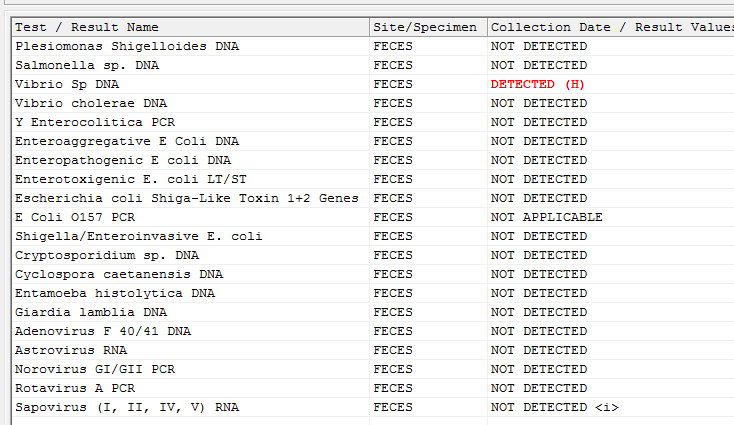 Test / Result Name Site/Specimen Collection Date / Result Values
Plesiomonas Shigelloides DNA FECES NOT DETECTED
Salmonella sp. DNA FECES NOT DETECTED
Vibrio Sp DNA FECES DETECTED (H)
Vibrio cholerae DNA FECES NOT DETECTED
Y Enterocolitica PCR FECES NOT DETECTED
Enteroaggregative E Coli DNA FECES NOT DETECTED
Enteropathogenic E coli DNA FECES NOT DETECTED
Enterotoxigenic E. coli LT/ST FECES NOT DETECTED
Escherichia coli Shiga-Like Toxin 1+2 Genes FECES NOT DETECTED
E Coli O157 PCR FECES NOT APPLICABLE
Shigella/Enteroinvasive E. coli FECES NOT DETECTED
Cryptosporidium sp. DNA FECES NOT DETECTED
Cyclospora caetanensis DNA FECES NOT DETECTED
Entamoeba histolytica DNA FECES NOT DETECTED
Giardia lamblia DNA FECES NOT DETECTED
Adenovirus F 40/41 DNA FECES NOT DETECTED
Astrovirus RNA FECES NOT DETECTED
Norovirus GI/GII PCR FECES NOT DETECTED
Rotavirus A PCR FECES NOT DETECTED
Sapovirus (I, II, IV, V) RNA FECES NOT DETECTED <i>